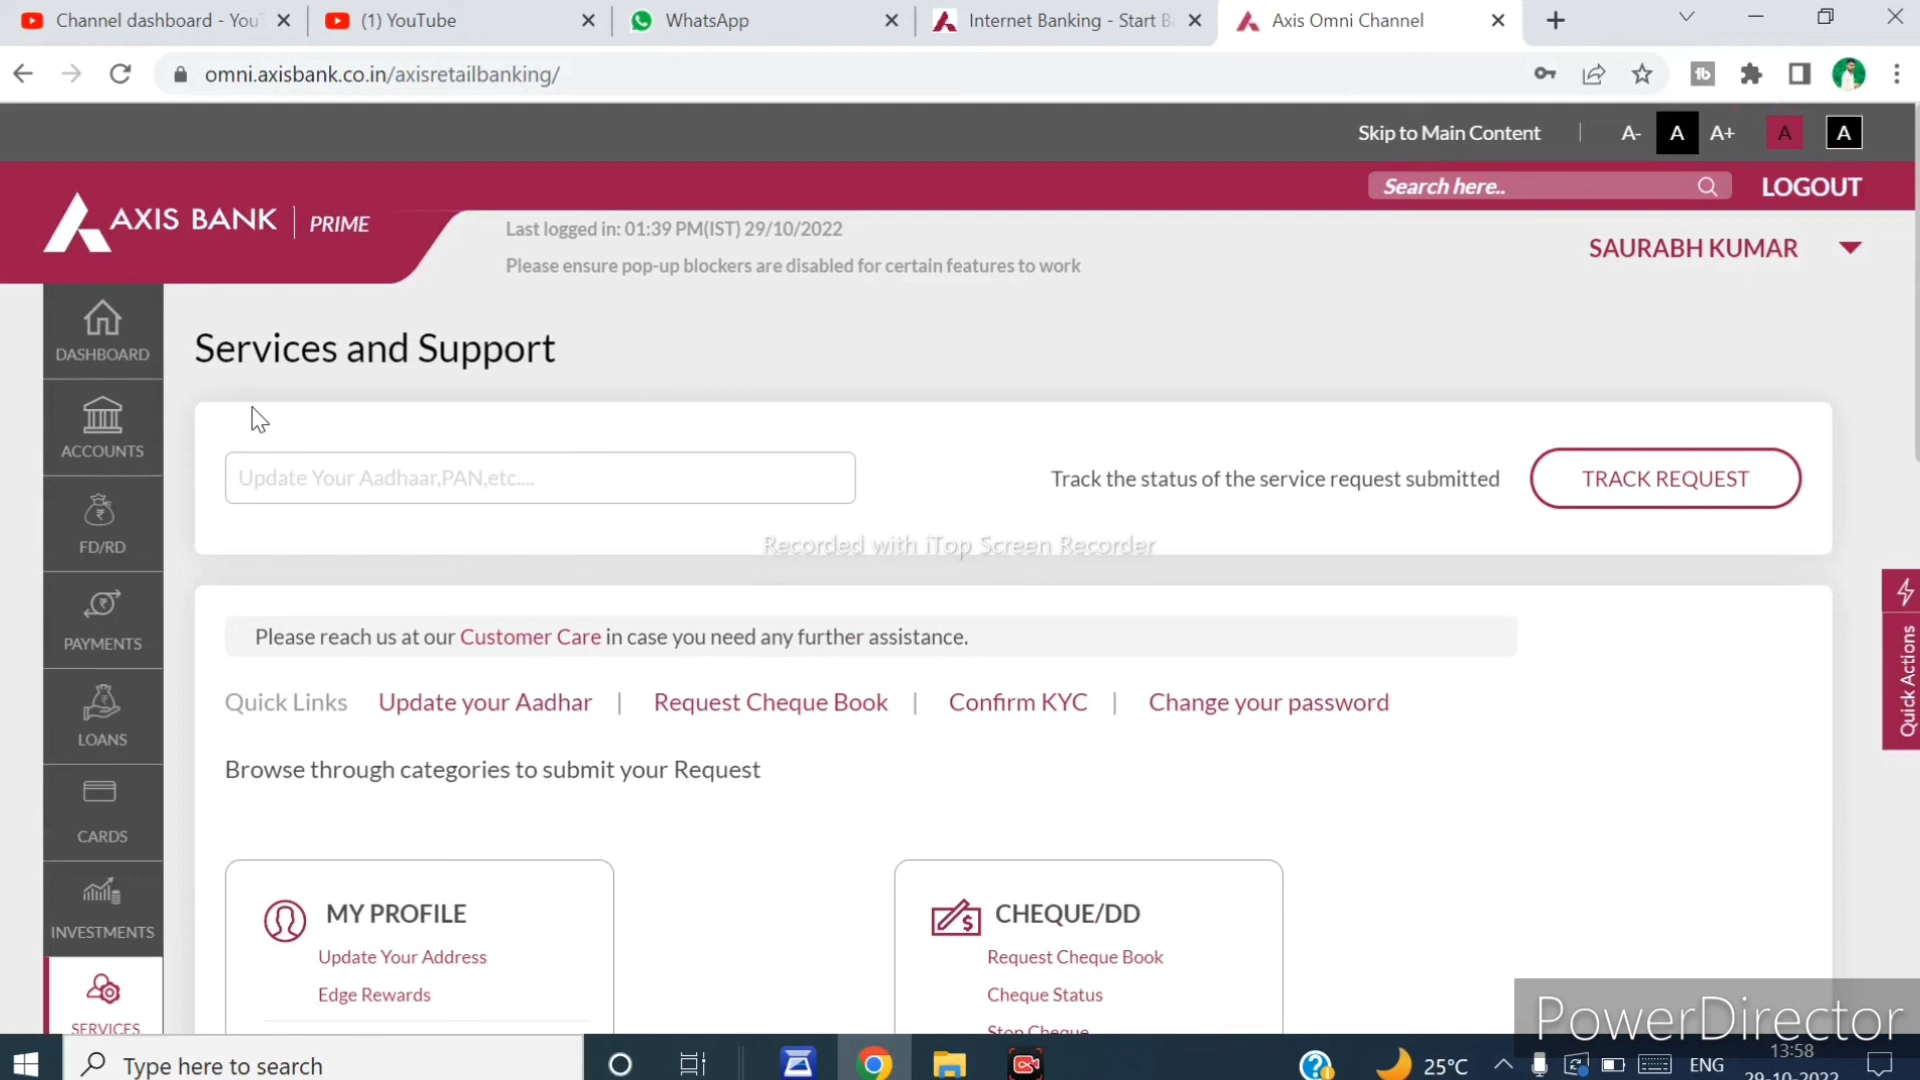 Channel dashboard - You
(1) YouTube
WhatsApp
Internet Banking - Start B
Axis Omni Channel
omni.axisbank.co.in/axisretailbanking/
Skip to Main Content | A- A A+ A A
Search here..
LOGOUT
AXIS BANK | PRIME
Last logged in: 01:39 PM(IST) 29/10/2022
Please ensure pop-up blockers are disabled for certain features to work
SAURABH KUMAR
DASHBOARD
ACCOUNTS
FD/RD
PAYMENTS
LOANS
CARDS
INVESTMENTS
SERVICES
Services and Support
Update Your Aadhaar,PAN,etc....
Track the status of the service request submitted
TRACK REQUEST
Recorded with iTop Screen Recorder
Please reach us at our Customer Care in case you need any further assistance.
Quick Links Update your Aadhar | Request Cheque Book | Confirm KYC | Change your password
Quick Actions
Browse through categories to submit your Request
MY PROFILE
Update Your Address
Edge Rewards
CHEQUE/DD
Request Cheque Book
Cheque Status
Stop Cheque
PowerDirector
Type here to search
25°C
ENG
13:58
29-10-2022